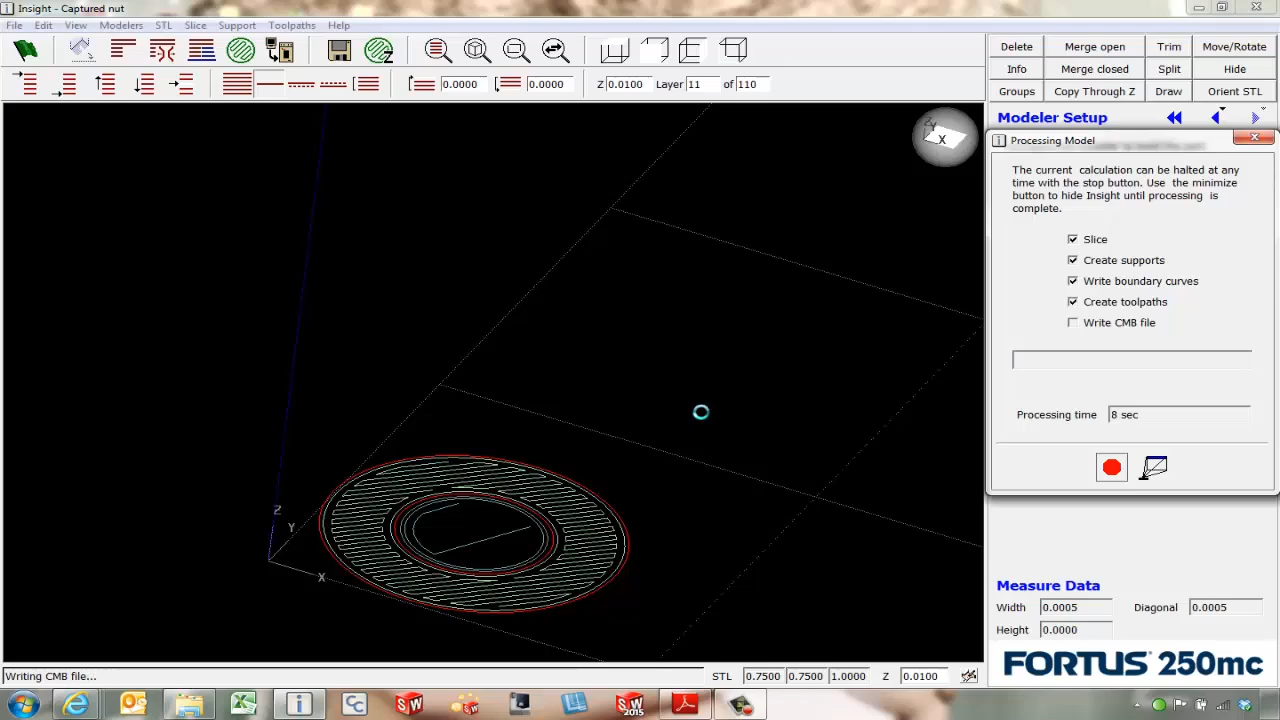 Insight - Captured nut
File Edit View Modelers STL Slice Support Toolpaths Help
Z
0.0000 0.0000 Z 0.0100 Layer 11 of 110
Delete Merge open Trim Move/Rotate
Info Merge closed Split Hide
Groups Copy Through Z Draw Orient STL
Modeler Setup
Z Y X
Processing Model
The current calculation can be halted at any
time with the stop button. Use the minimize
button to hide Insight until processing is
complete.
Slice
Create supports
Write boundary curves
Create toolpaths
Write CMB file
Processing time 8 sec
Z
Y
X
Measure Data
Width 0.0005 Diagonal 0.0005
Height 0.0000
FORTUS 250mc
Writing CMB file...
STL 0.7500 0.7500 1.0000 Z 0.0100
CC SW SW SW 2015